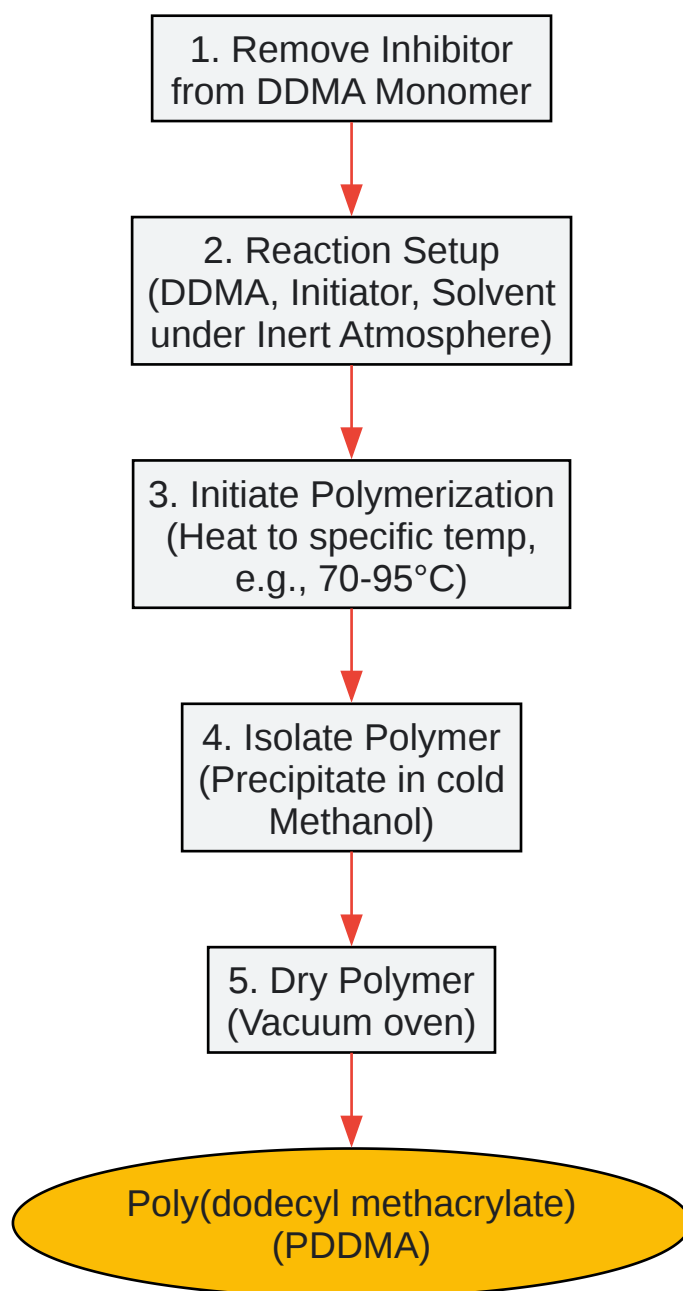 1. Remove Inhibitor
from DDMA Monomer
2. Reaction Setup
(DDMA, Initiator, Solvent
under Inert Atmosphere)
3. Initiate Polymerization
(Heat to specific temp,
e.g., 70-95°C)
4. Isolate Polymer
(Precipitate in cold
Methanol)
5. Dry Polymer
(Vacuum oven)
Poly(dodecyl methacrylate)
(PDDMA)